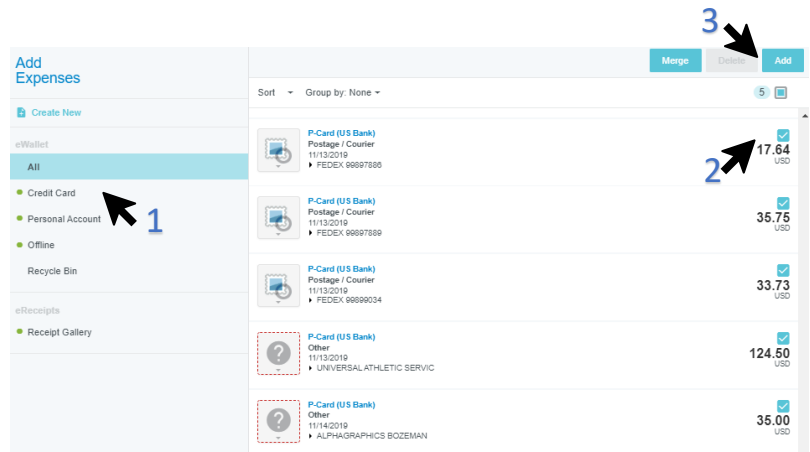 3
Add
Expenses
Merge
Delete
Add
Sort
Group by: None
5
Create New
eWallet
All
Credit Card
Personal Account
Offline
Recycle Bin
eReceipts
Receipt Gallery
1
2
P-Card (US Bank)
Postage / Courier
11/13/2019
FEDEX 99897886
17.64
USD
P-Card (US Bank)
Postage / Courier
11/13/2019
FEDEX 99897889
35.75
USD
P-Card (US Bank)
Postage / Courier
11/13/2019
FEDEX 99899034
33.73
USD
P-Card (US Bank)
Other
11/13/2019
UNIVERSAL ATHLETIC SERVIC
124.50
USD
P-Card (US Bank)
Other
11/14/2019
ALPHAGRAPHICS BOZEMAN
35.00
USD